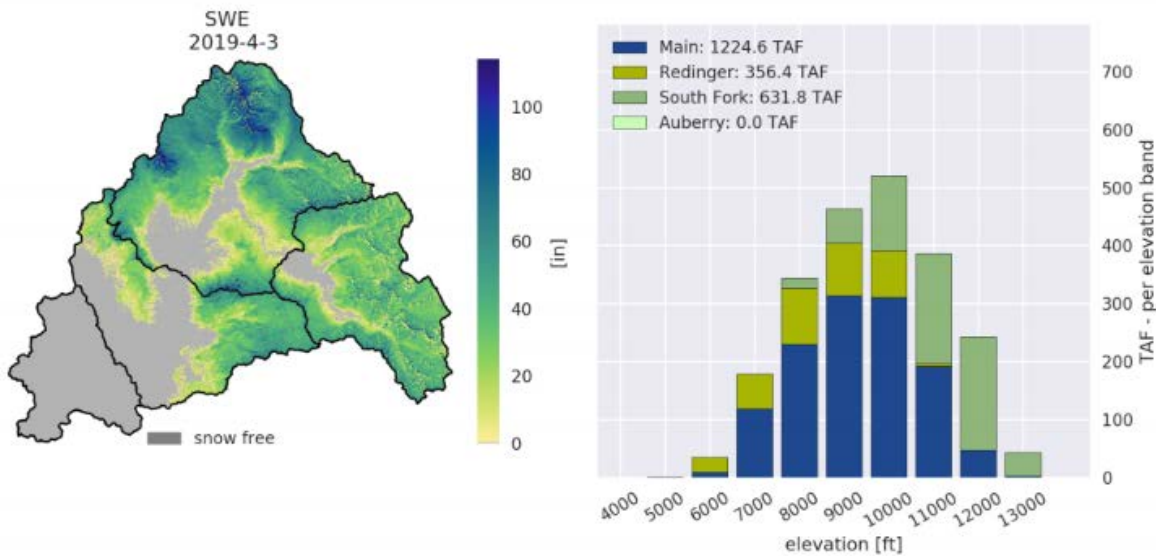 SWE
2019-4-3
100
80
60
40
20
0
[in]
snow free
Main: 1224.6 TAF
Redinger: 356.4 TAF
South Fork: 631.8 TAF
Auberry: 0.0 TAF
700
600
500
400
300
200
100
0
TAF - per elevation band
4000
5000
6000
7000
8000
9000
10000
11000
12000
13000
elevation [ft]